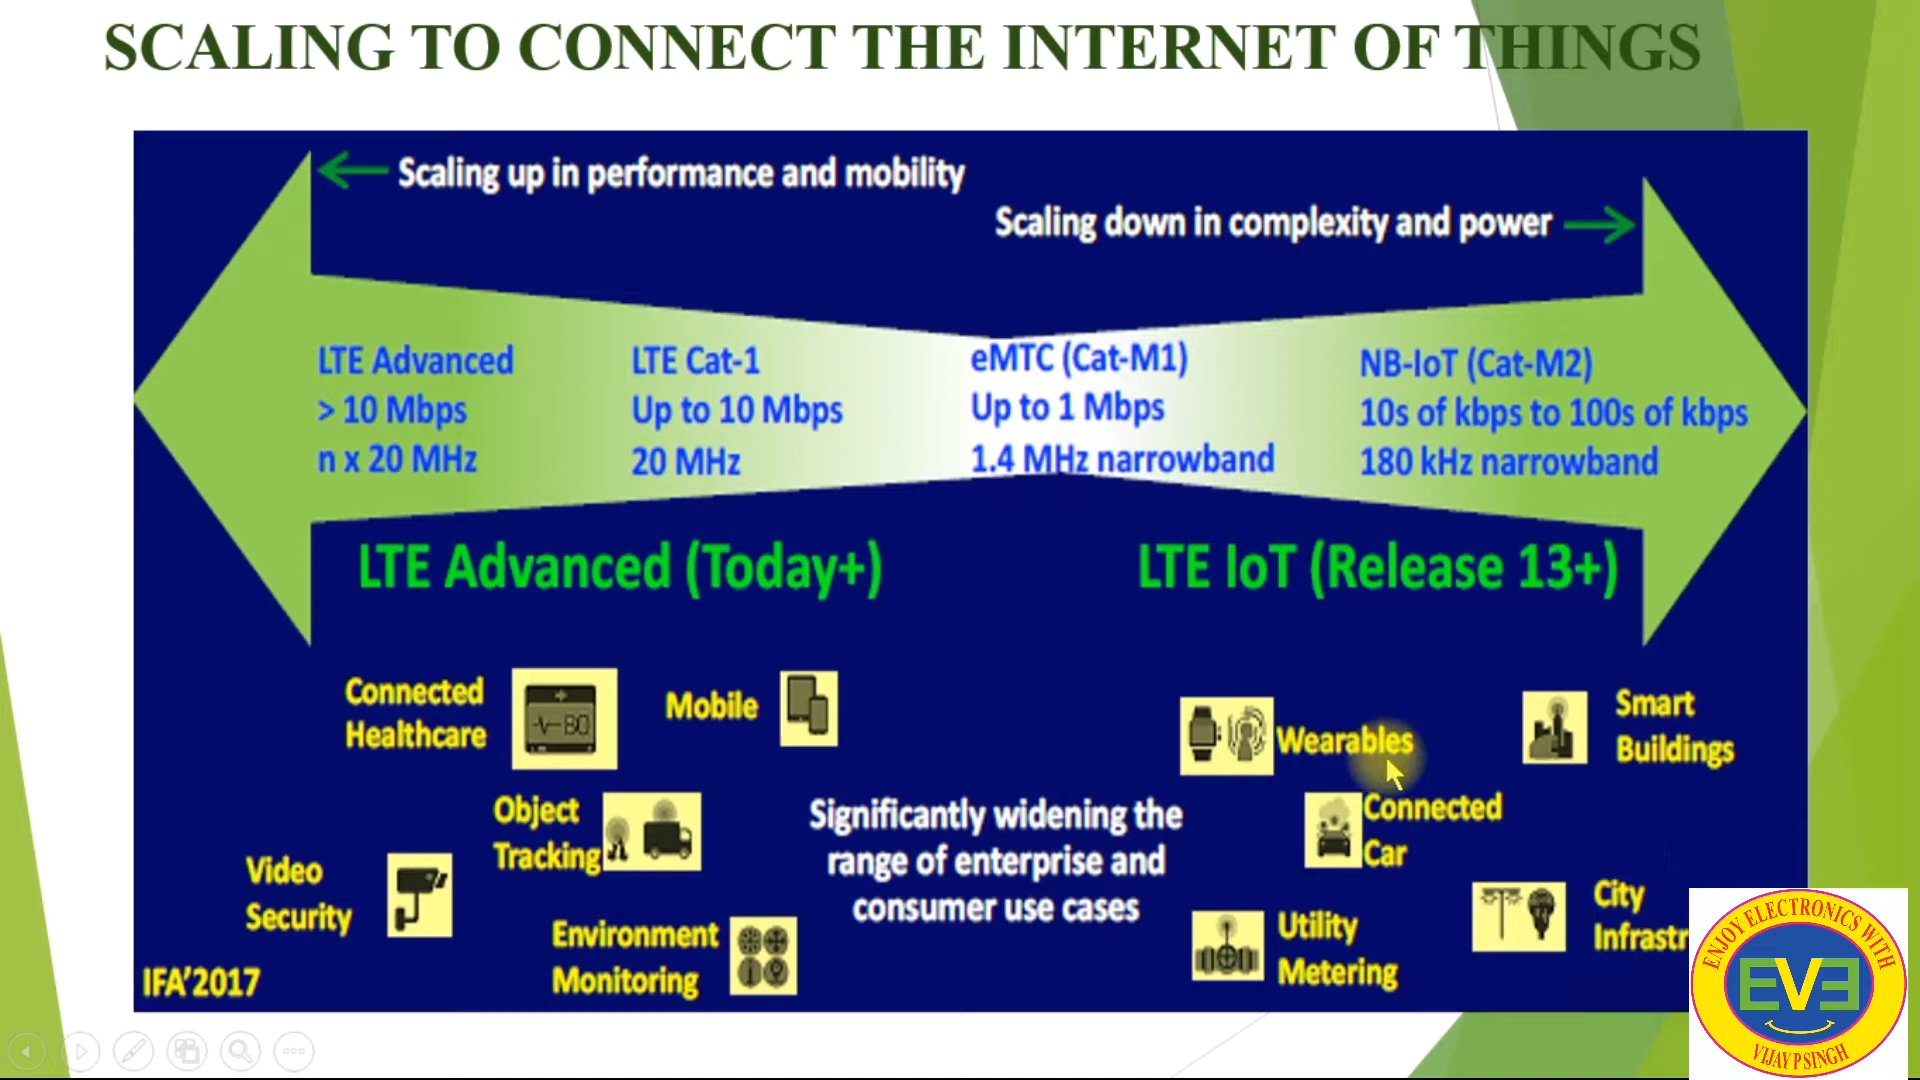 SCALING TO CONNECT THE INTERNET OF THINGS
Scaling up in performance and mobility
Scaling down in complexity and power
LTE Advanced
> 10 Mbps
n x 20 MHz
LTE Cat-1
Up to 10 Mbps
20 MHz
eMTC (Cat-M1)
Up to 1 Mbps
1.4 MHz narrowband
NB-IoT (Cat-M2)
10s of kbps to 100s of kbps
180 kHz narrowband
LTE Advanced (Today+)
LTE IoT (Release 13+)
Connected
Healthcare
Mobile
Object
Tracking
Video
Security
Environment
Monitoring
IFA'2017
Significantly widening the
range of enterprise and
consumer use cases
Wearables
Smart
Buildings
Connected
Car
Utility
Metering
City
Infrastr
ENJOY ELECTRONICS WITH
EVE
VIJAY P SINGH